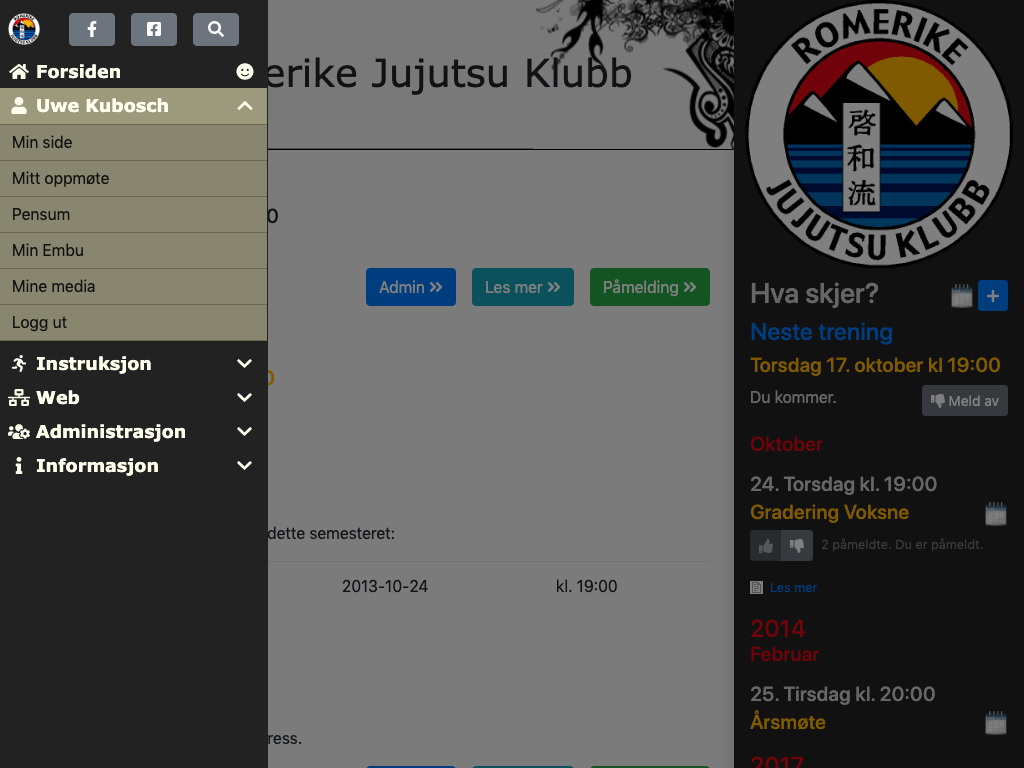 Forsiden
Uwe Kubosch
Min side
Mitt oppmøte
Pensum
Min Embu
Mine media
Logg ut
Instruksjon
Web
Administrasjon
Informasjon
erike Jujutsu Klubb
0
Admin
Les mer
Påmelding
0
dette semesteret:
2013-10-24 kl. 19:00
ress.
ROMERIKE
啓和流
JUJUTSU KLUBB
Hva skjer?
Neste trening
Torsdag 17. oktober kl 19:00
Du kommer.
Meld av
Oktober
24. Torsdag kl. 19:00
Gradering Voksne
2 påmeldte. Du er påmeldt.
Les mer
2014
Februar
25. Tirsdag kl. 20:00
Årsmøte
2017